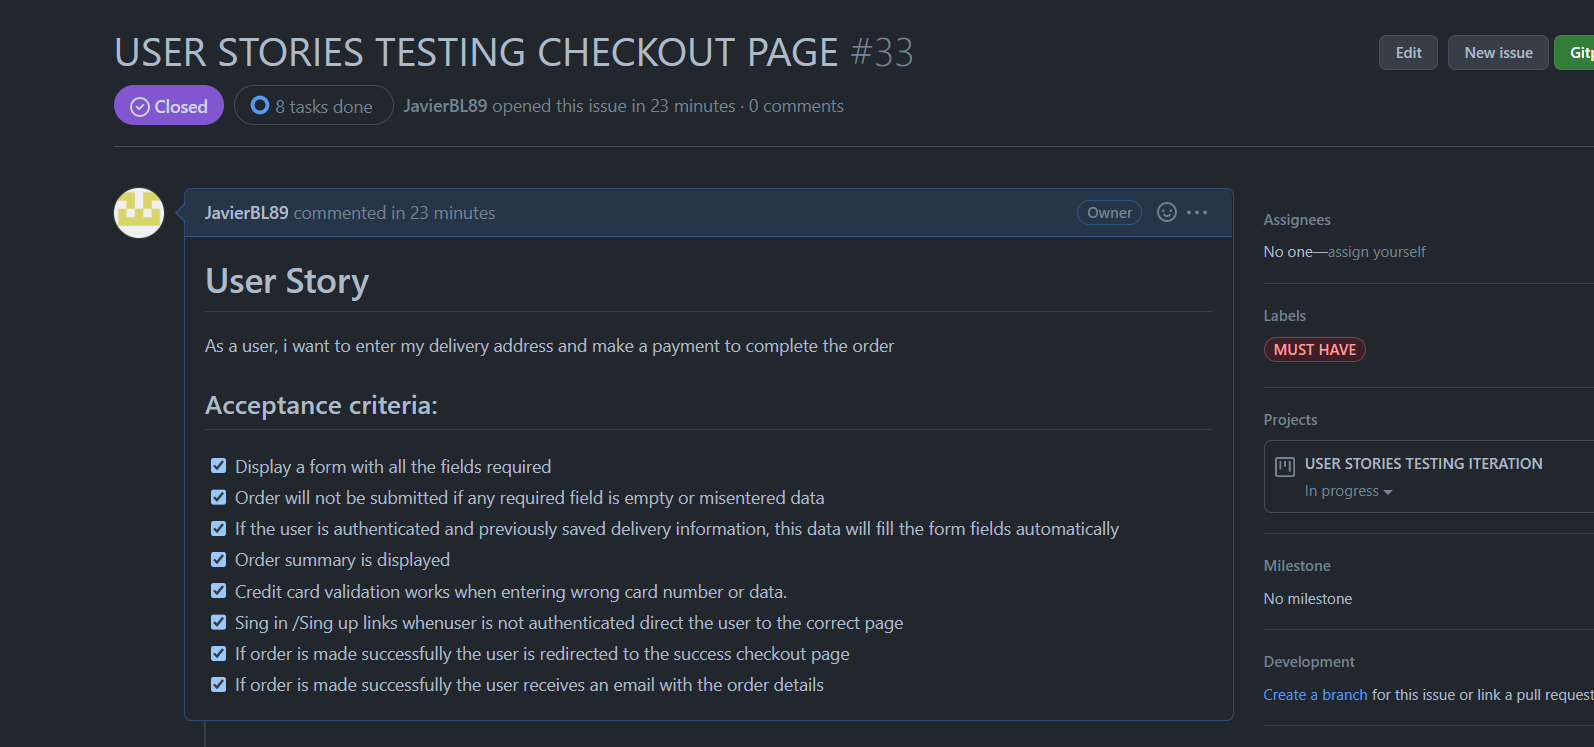 USER STORIES TESTING CHECKOUT PAGE #33
Edit
New issue
Closed
8 tasks done
JavierBL89 opened this issue in 23 minutes · 0 comments
JavierBL89 commented in 23 minutes
Owner
User Story
As a user, i want to enter my delivery address and make a payment to complete the order
Acceptance criteria:
Display a form with all the fields required
Order will not be submitted if any required field is empty or misentered data
If the user is authenticated and previously saved delivery information, this data will fill the form fields automatically
Order summary is displayed
Credit card validation works when entering wrong card number or data.
Sing in /Sing up links whenuser is not authenticated direct the user to the correct page
If order is made successfully the user is redirected to the success checkout page
If order is made successfully the user receives an email with the order details
Assignees
No one—assign yourself
Labels
MUST HAVE
Projects
USER STORIES TESTING ITERATION
In progress
Milestone
No milestone
Development
Create a branch for this issue or link a pull request